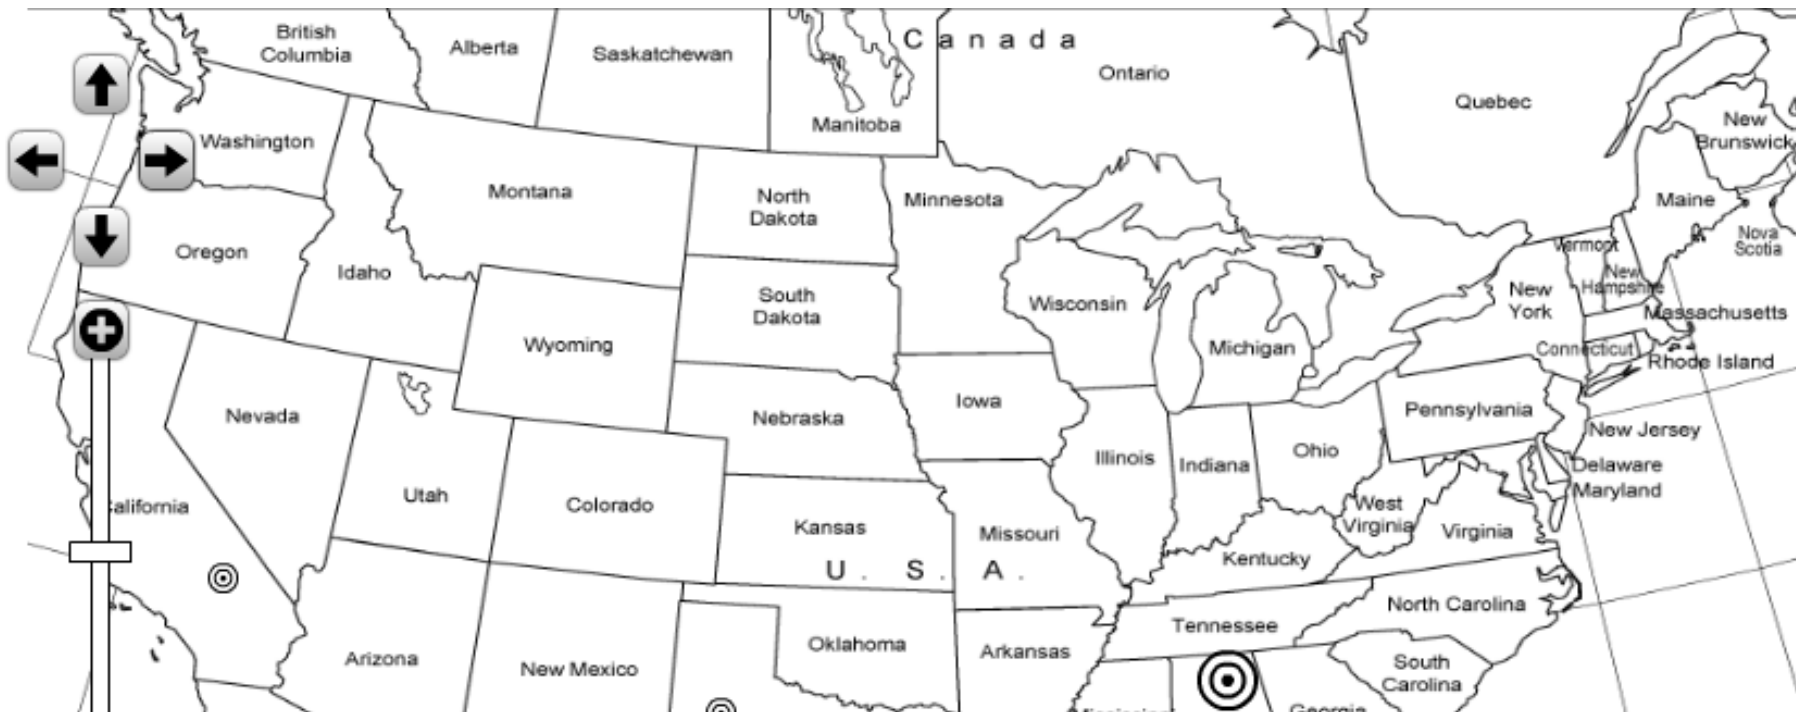 British
Columbia
Alberta
Saskatchewan
Manitoba
Canada
Ontario
Quebec
New
Brunswick
Nova
Scotia
Washington
Montana
North
Dakota
Minnesota
Maine
Oregon
Idaho
South
Dakota
Wisconsin
Michigan
New
York
Vermont
New
Hampshire
Massachusetts
Connecticut
Rhode Island
Wyoming
Nevada
Nebraska
Iowa
Illinois
Indiana
Ohio
Pennsylvania
New Jersey
Delaware
Maryland
West
Virginia
Virginia
alifornia
Utah
Colorado
Kansas
Missouri
Kentucky
U. S. A.
North Carolina
Tennessee
Arizona
New Mexico
Oklahoma
Arkansas
South
Carolina
Georgia